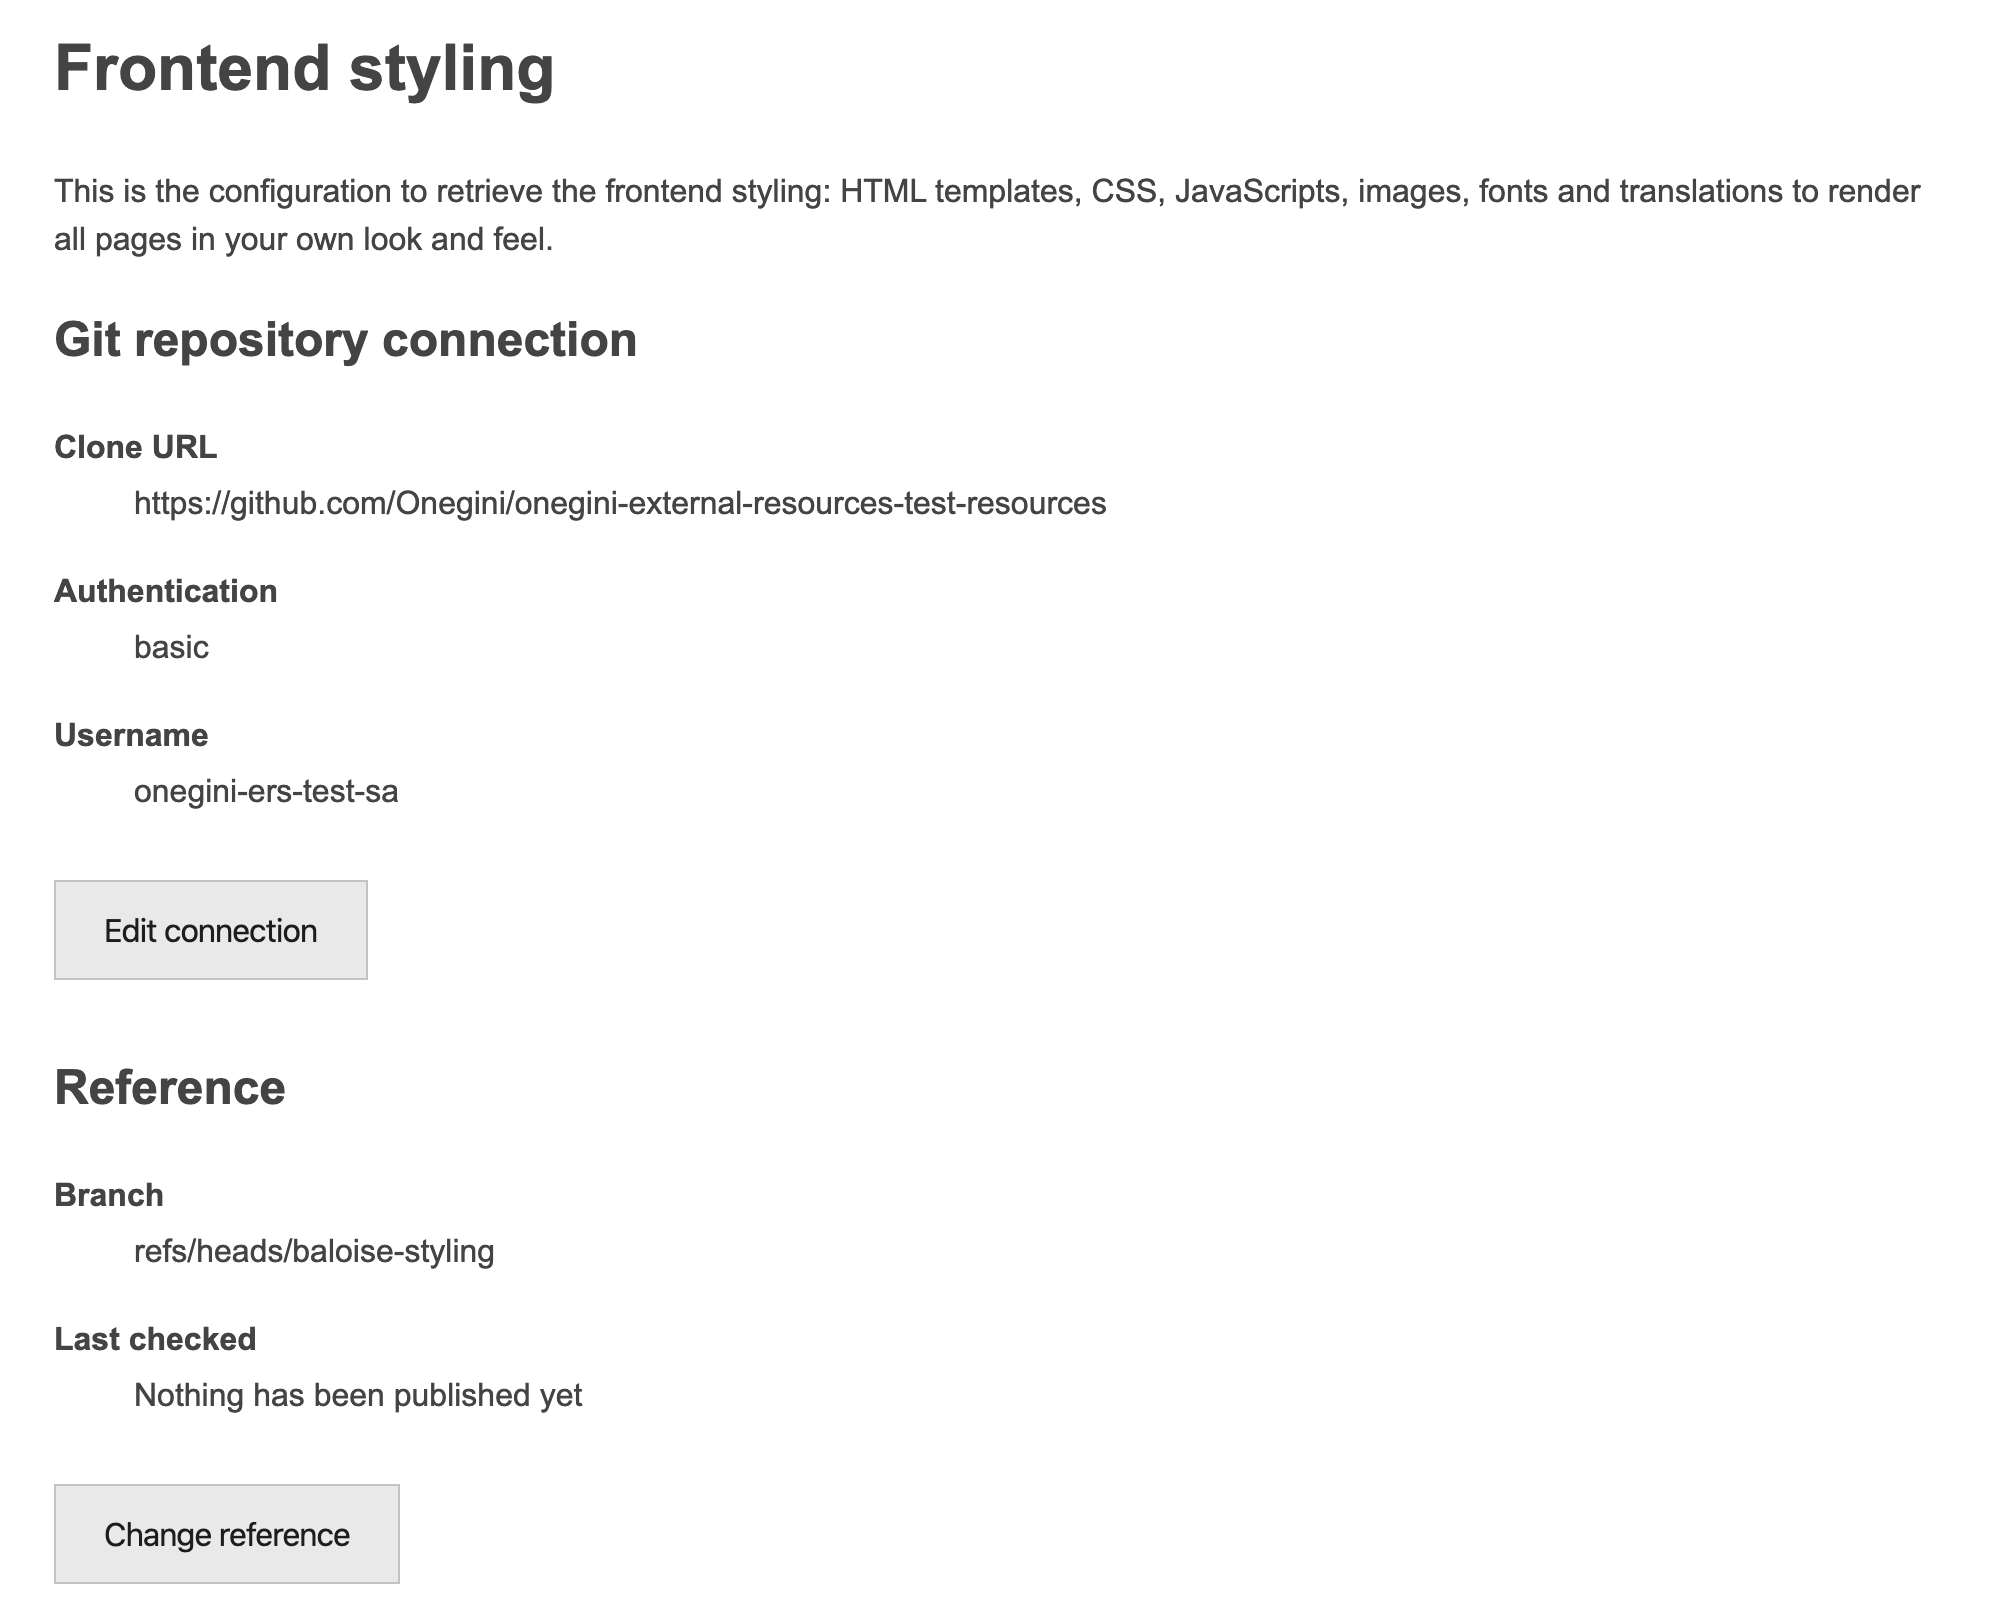 Frontend styling
This is the configuration to retrieve the frontend styling: HTML templates, CSS, JavaScripts, images, fonts and translations to render
all pages in your own look and feel.
Git repository connection
Clone URL
https://github.com/Onegini/onegini-external-resources-test-resources
Authentication
basic
Username
onegini-ers-test-sa
Edit connection
Reference
Branch
refs/heads/baloise-styling
Last checked
Nothing has been published yet
Change reference